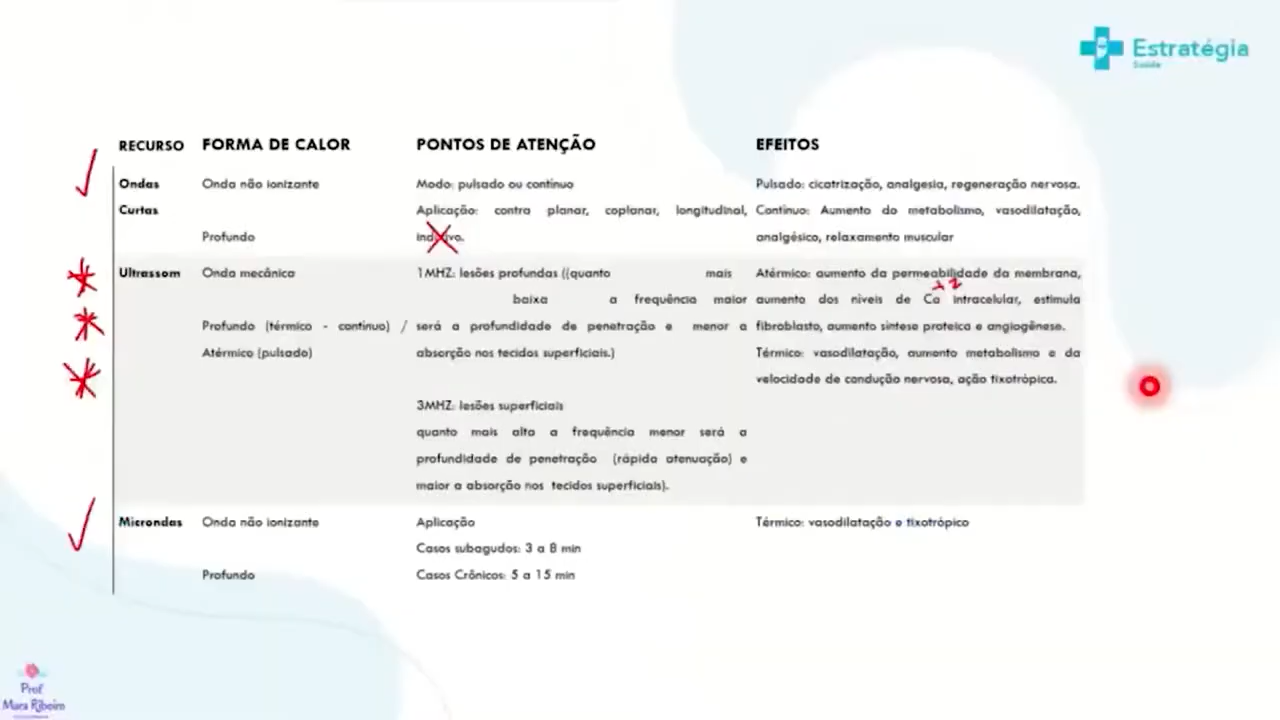 Estratégia
Saúde
RECURSO FORMA DE CALOR PONTOS DE ATENÇÃO EFEITOS
Ondas Curtas
Onda não ionizante
Profundo
Modo: pulsado ou contínuo
Aplicação: contra planar, coplanar, longitudinal,
indutivo.
Pulsado: cicatrização, analgesia, regeneração nervosa.
Contínuo: Aumento do metabolismo, vasodilatação,
analgésico, relaxamento muscular
Ultrassom
Onda mecânica
Profundo (térmico - contínuo) /
Atérmico (pulsado)
1MHZ: lesões profundas ((quanto mais
baixa a frequência maior
será a profundidade de penetração e menor a
absorção nos tecidos superficiais.)
3MHZ: lesões superficiais
quanto mais alta a frequência menor será a
profundidade de penetração (rápida atenuação) e
maior a absorção nos tecidos superficiais).
Atérmico: aumento da permeabilidade da membrana,
aumento dos níveis de Ca +2 intracelular, estimula
fibroblasto, aumento síntese proteica e angiogênese.
Térmico: vasodilatação, aumento metabolismo e da
velocidade de condução nervosa, ação tixotrópica.
Microndas
Onda não ionizante
Profundo
Aplicação
Casos subagudos: 3 a 8 min
Casos Crônicos: 5 a 15 min
Térmico: vasodilatação e tixotrópico
Prof.
Mara Ribeiro